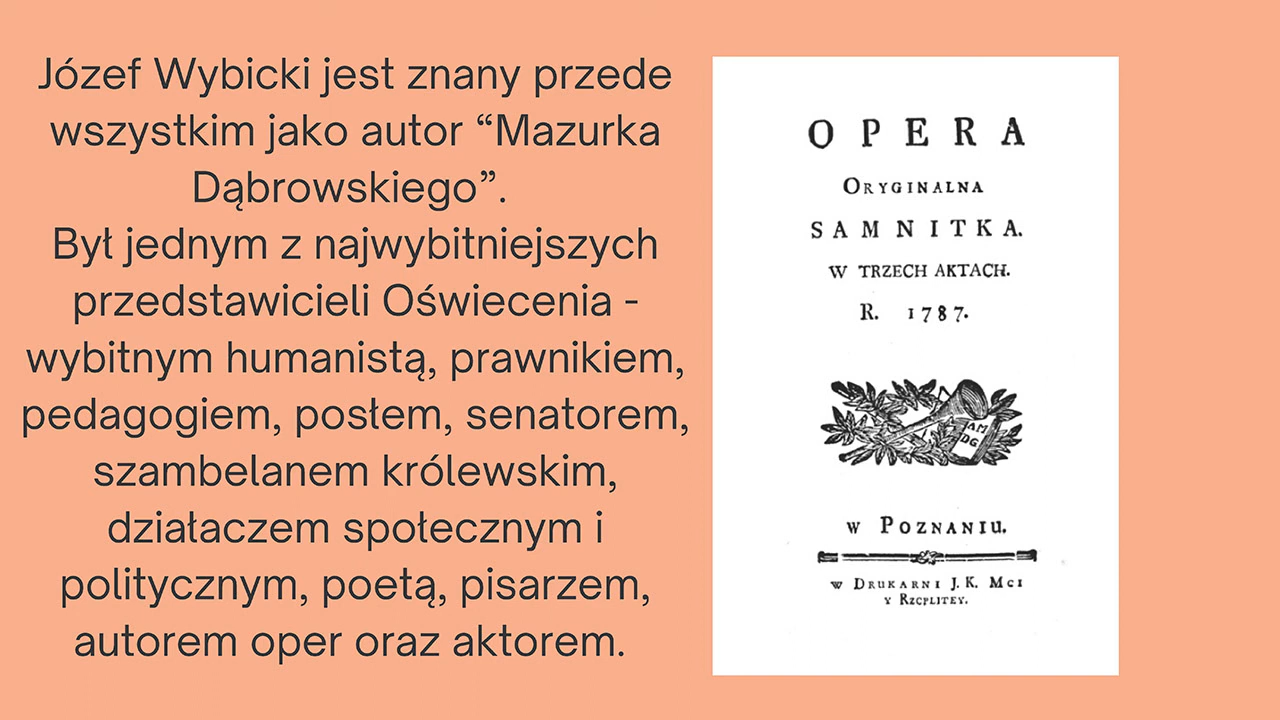 Józef Wybicki jest znany przede
wszystkim jako autor “Mazurka
Dąbrowskiego”.
Był jednym z najwybitniejszych
przedstawicieli Oświecenia -
wybitnym humanistą, prawnikiem,
pedagogiem, posłem, senatorem,
szambelanem królewskim,
działaczem społecznym i
politycznym, poetą, pisarzem,
autorem oper oraz aktorem.
OPERA
ORYGINALNA
SAMNITKA.
W TRZECH AKTACH.
R. 1787.
AM
DG
W POZNANIU.
W DRUKARNI J.K. MCI
Y RZCPLITEY.